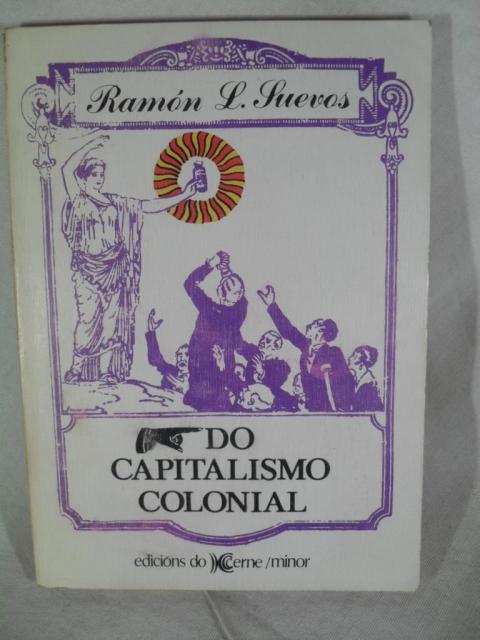 Ramón L. Suevos
DO
CAPITALISMO
COLONIAL
edicións do Cerne/minor